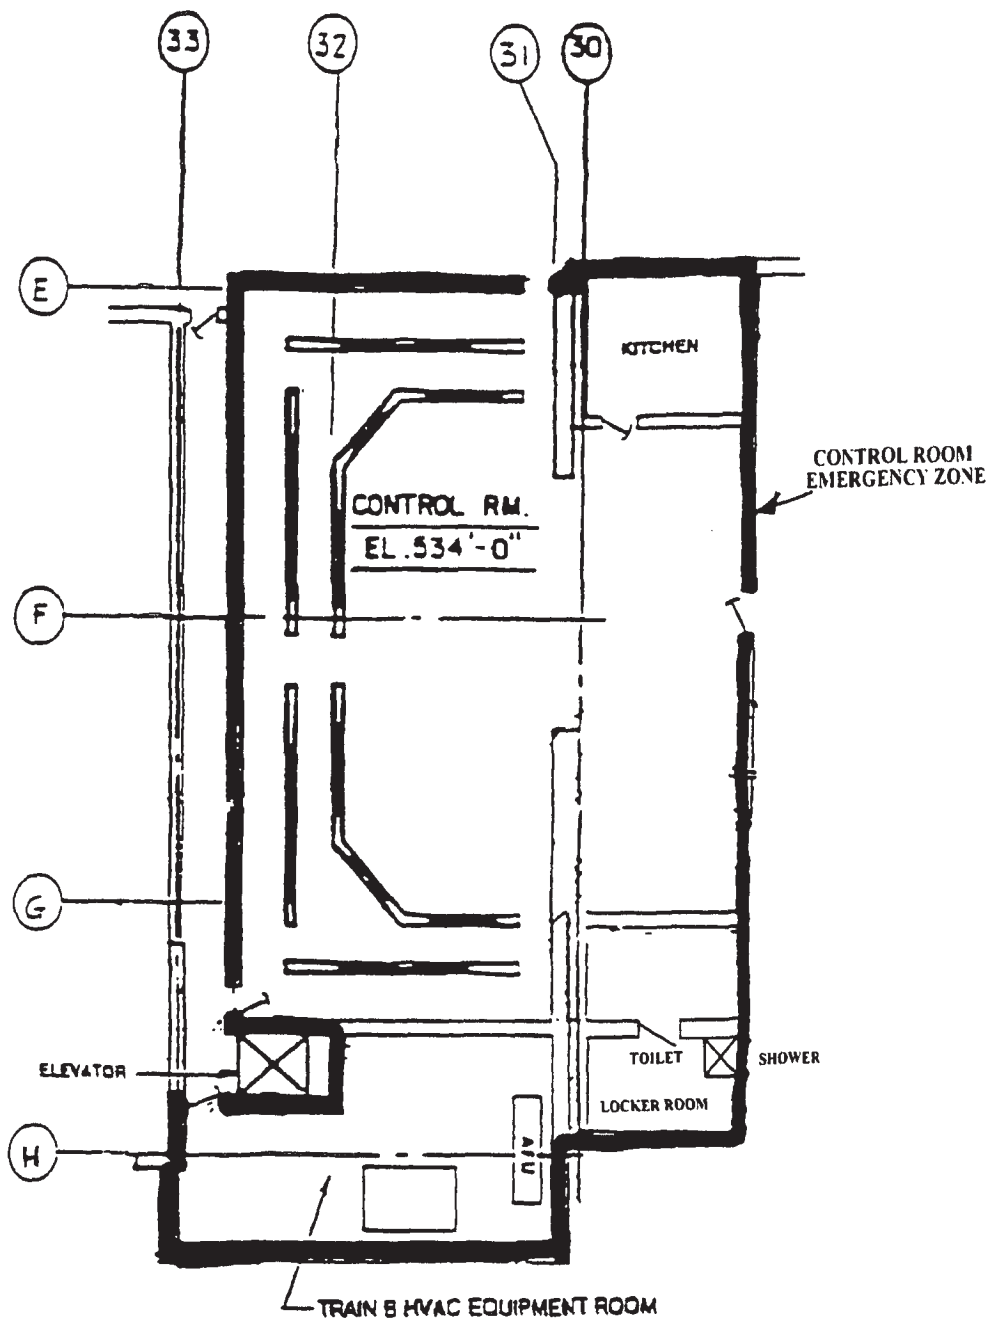 33
32
31
30
E
KITCHEN
CONTROL ROOM
EMERGENCY ZONE
CONTROL RM.
EL. 534'-0"
F
G
TOILET
SHOWER
ELEVATOR
LOCKER ROOM
H
AFU
TRAIN B HVAC EQUIPMENT ROOM